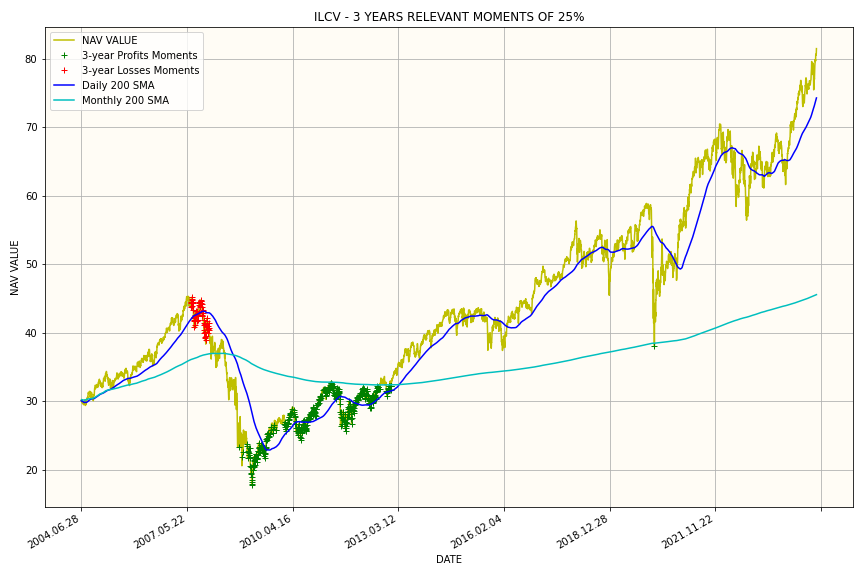 ILCV - 3 YEARS RELEVANT MOMENTS OF 25%
NAV VALUE
3-year Profits Moments
3-year Losses Moments
Daily 200 SMA
Monthly 200 SMA
80
70
60
50
40
30
20
NAV VALUE
2004.06.28
2007.05.22
2010.04.16
2013.03.12
2016.02.04
2018.12.28
2021.11.22
DATE